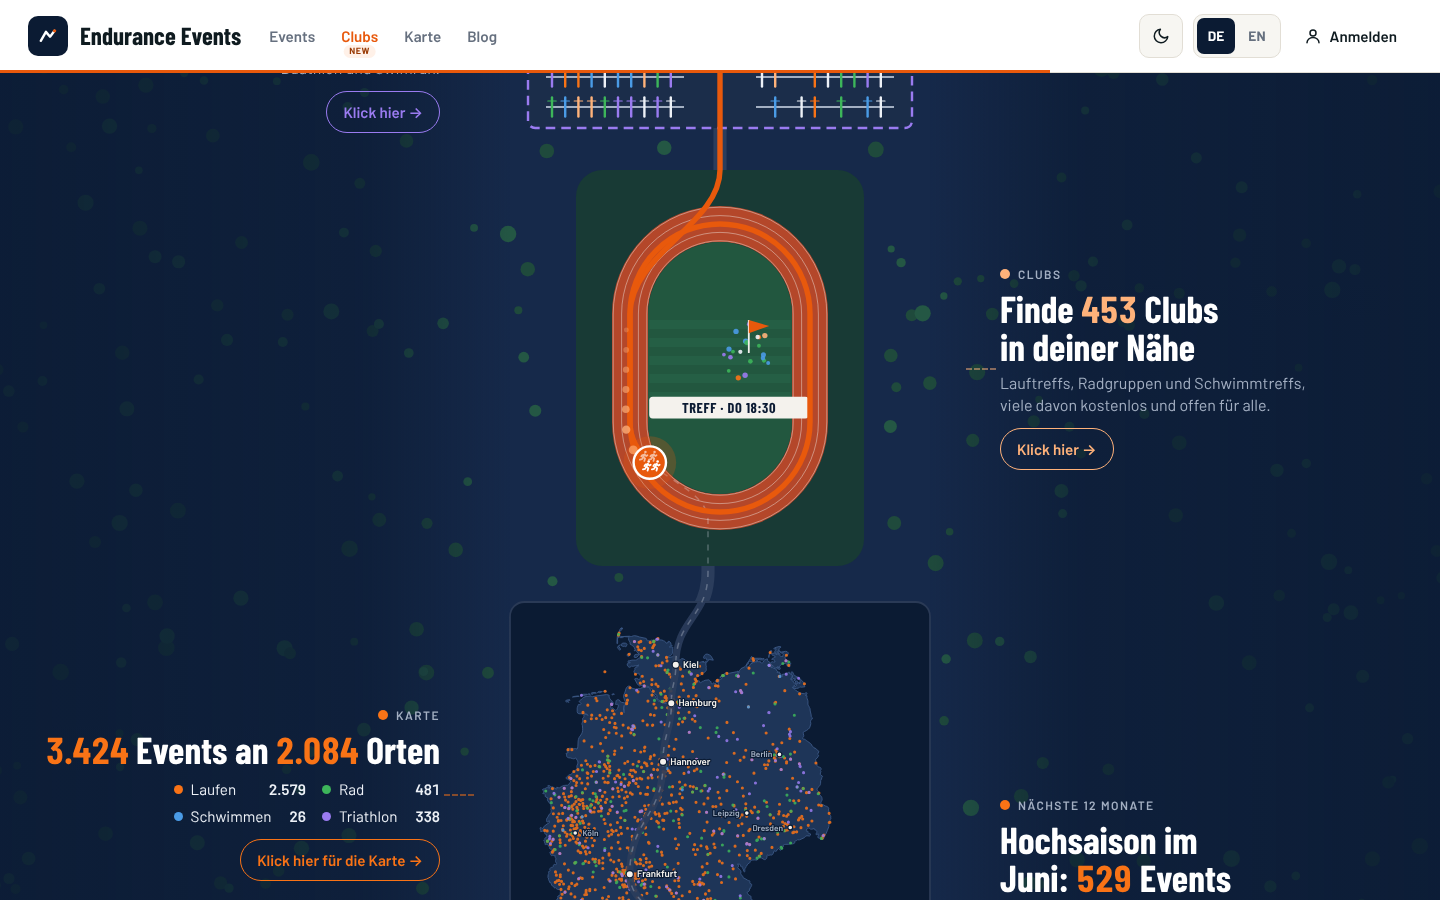 Endurance Events
Events
Clubs
NEW
Karte
Blog
DE
EN
Anmelden
Klick hier →
CLUBS
Finde 453 Clubs
in deiner Nähe
Lauftreffs, Radgruppen und Schwimmtreffs,
viele davon kostenlos und offen für alle.
Klick hier →
TREFF · DO 18:30
KARTE
3.424 Events an 2.084 Orten
Laufen 2.579 Rad 481
Schwimmen 26 Triathlon 338
Klick hier für die Karte →
Kiel
Hamburg
Hannover
Berlin
Leipzig
Dresden
Köln
Frankfurt
NÄCHSTE 12 MONATE
Hochsaison im
Juni: 529 Events